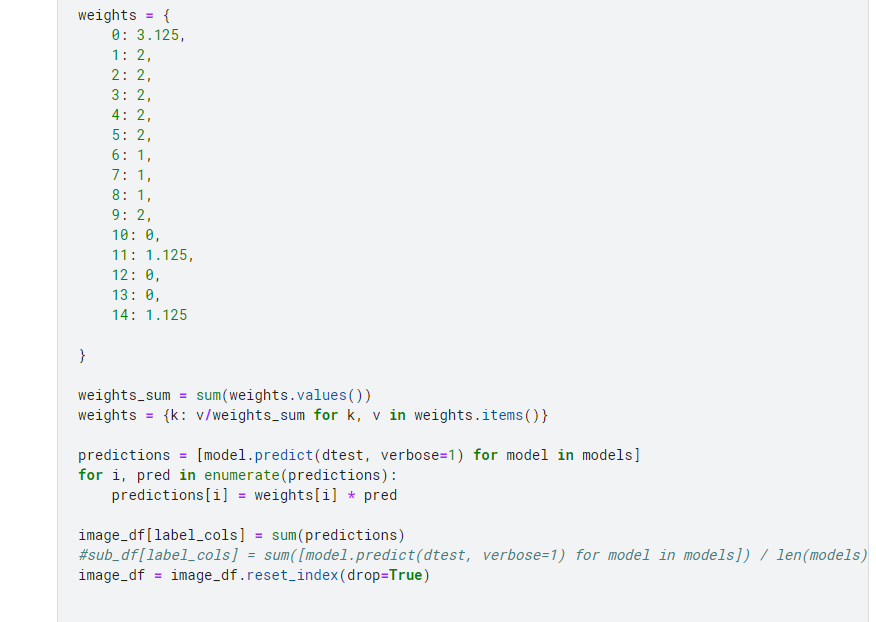 weights = {
    0: 3.125,
    1: 2,
    2: 2,
    3: 2,
    4: 2,
    5: 2,
    6: 1,
    7: 1,
    8: 1,
    9: 2,
    10: 0,
    11: 1.125,
    12: 0,
    13: 0,
    14: 1.125
}
weights_sum = sum(weights.values())
weights = {k: v/weights_sum for k, v in weights.items()}
predictions = [model.predict(dtest, verbose=1) for model in models]
for i, pred in enumerate(predictions):
    predictions[i] = weights[i] * pred
image_df[label_cols] = sum(predictions)
#sub_df[label_cols] = sum([model.predict(dtest, verbose=1) for model in models]) / len(models)
image_df = image_df.reset_index(drop=True)